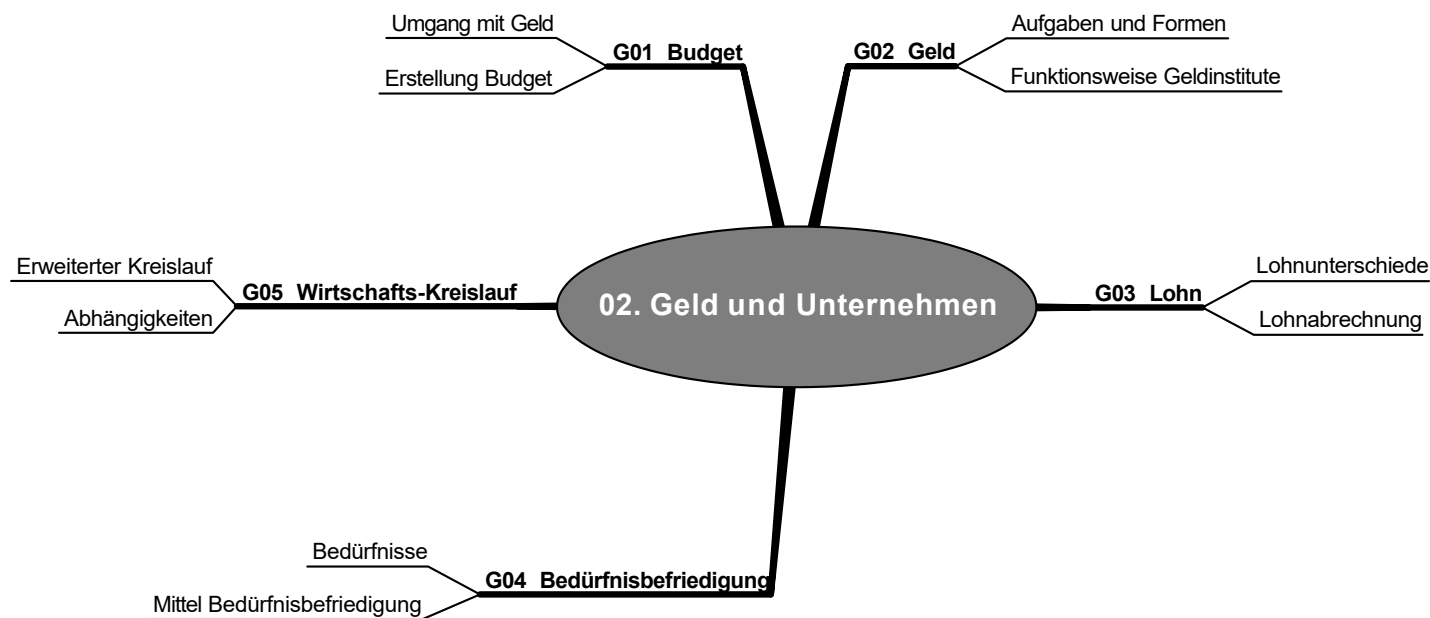 Umgang mit Geld
G01 Budget
Erstellung Budget
Aufgaben und Formen
G02 Geld
Funktionsweise Geldinstitute
Erweiterter Kreislauf
G05 Wirtschafts-Kreislauf
Abhängigkeiten
02. Geld und Unternehmen
Lohnunterschiede
G03 Lohn
Lohnabrechnung
Bedürfnisse
G04 Bedürfnisbefriedigung
Mittel Bedürfnisbefriedigung